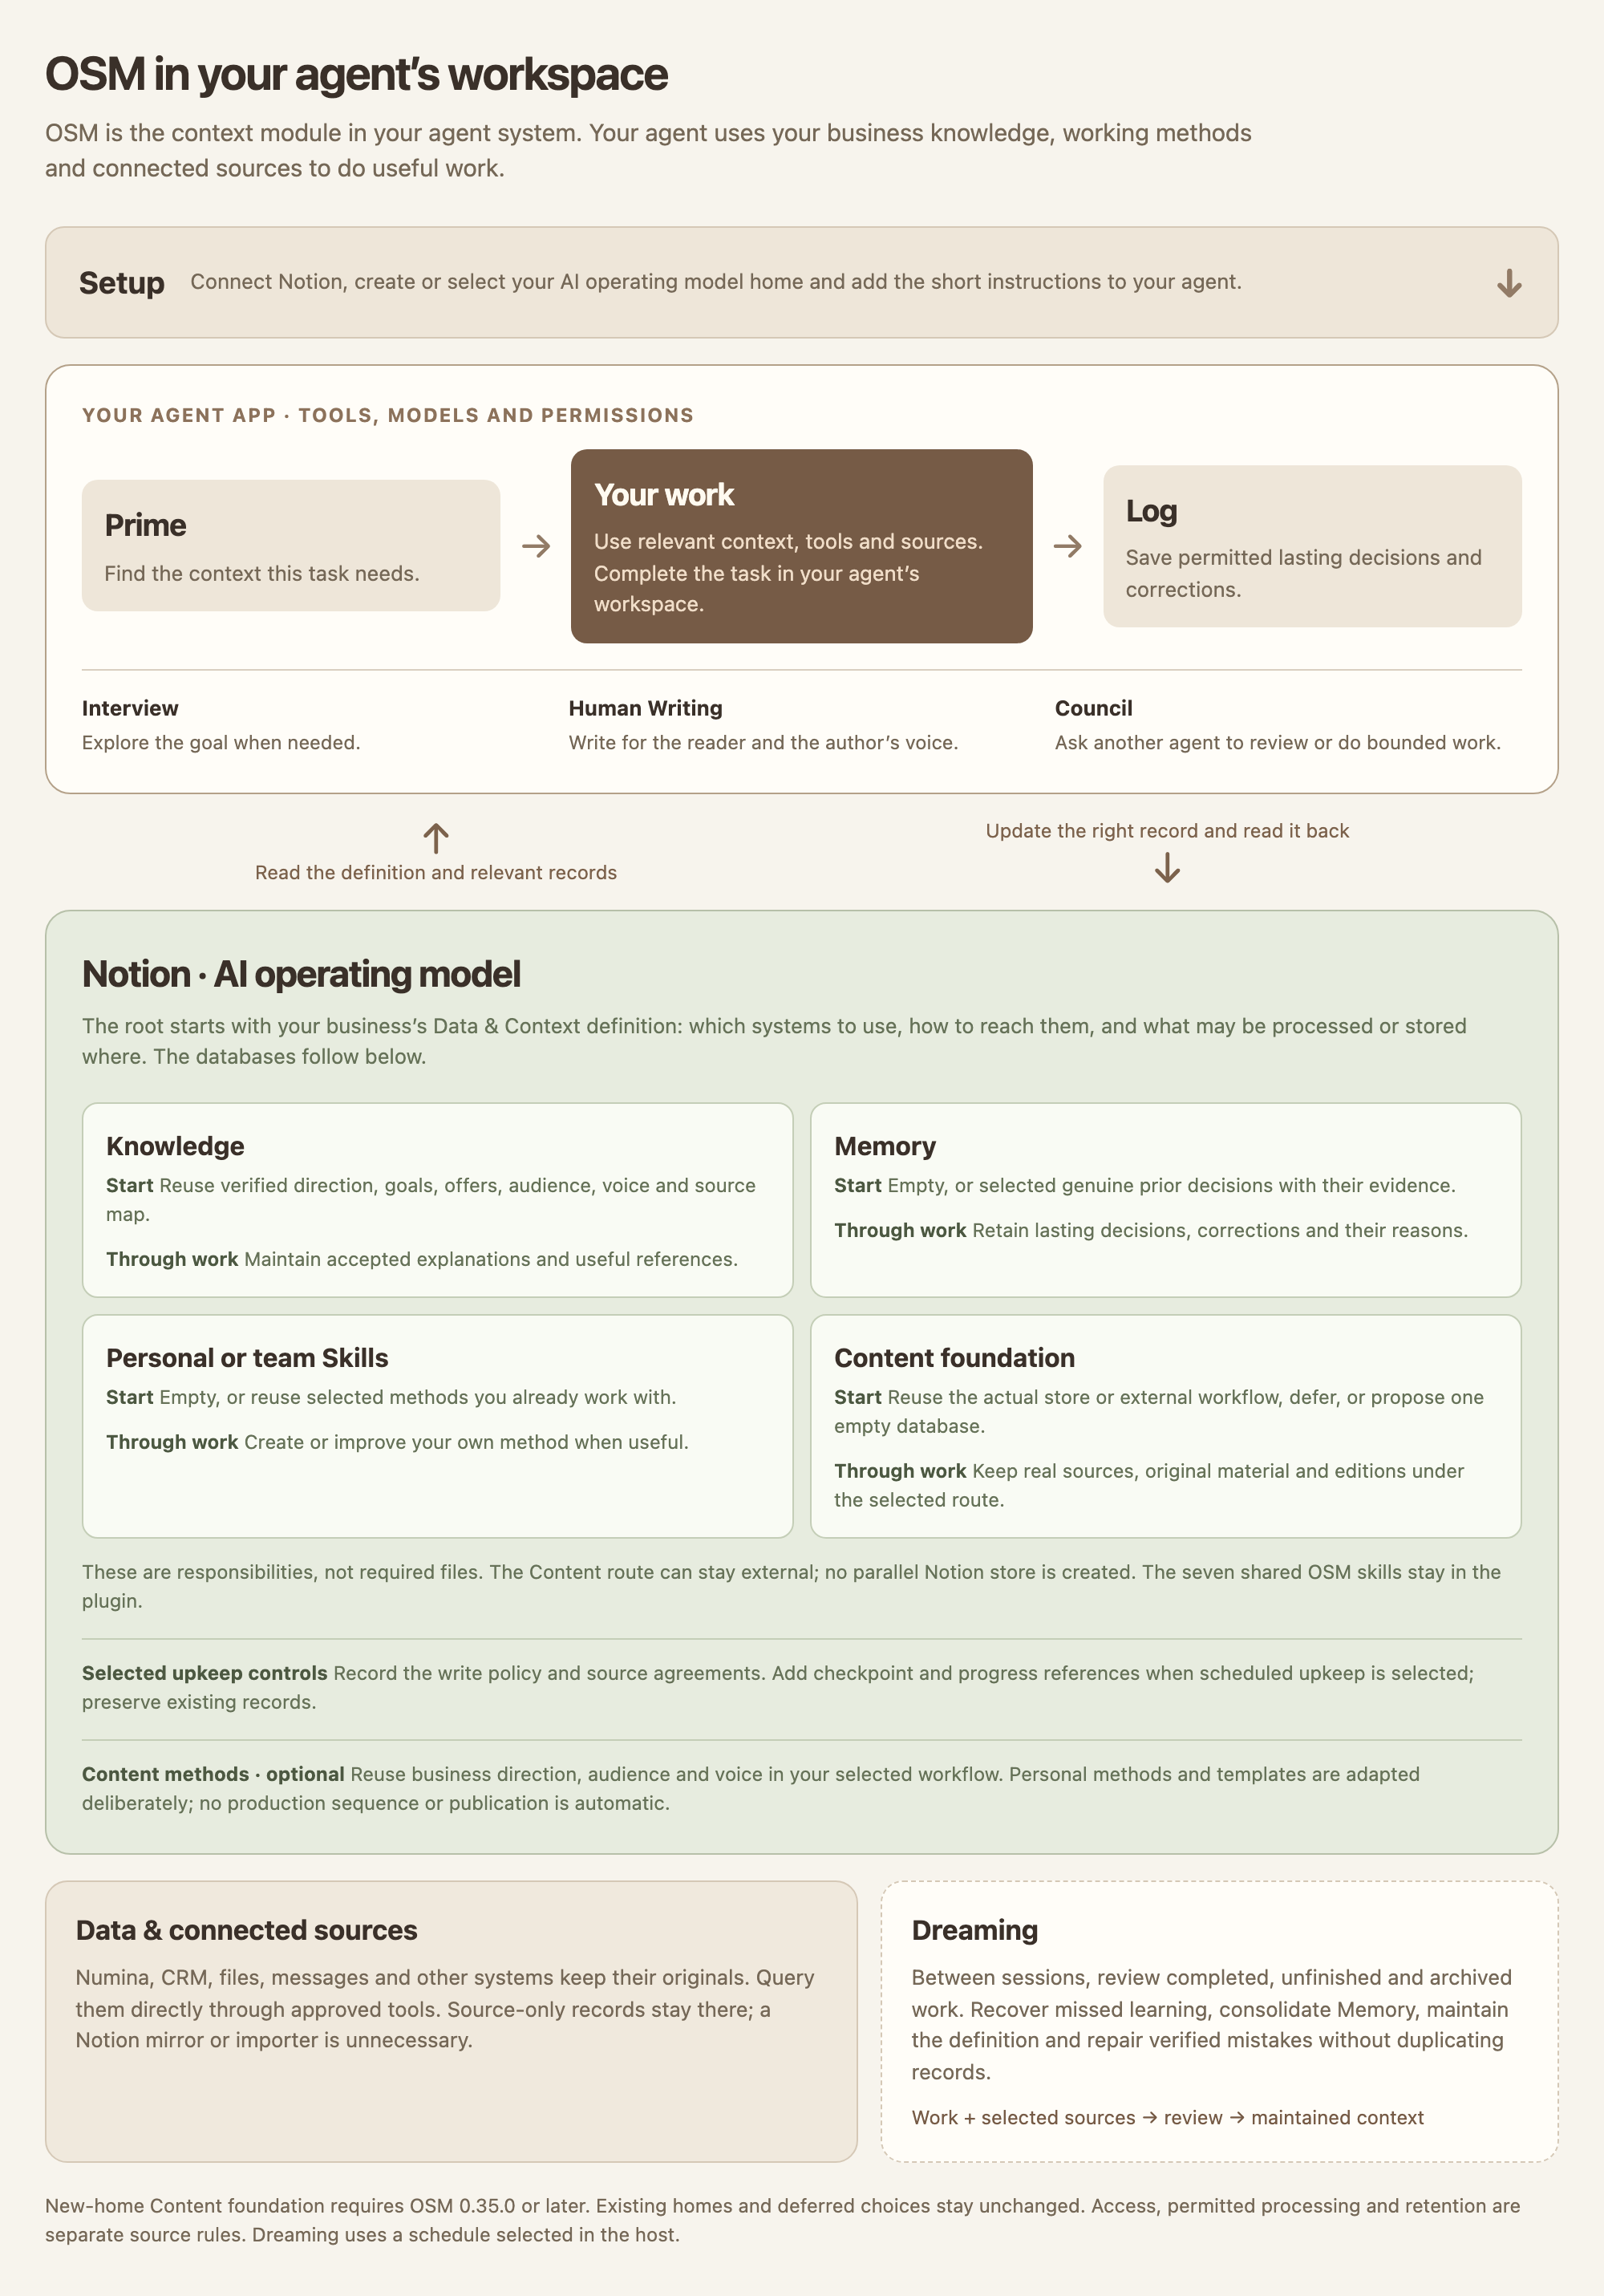 OSM in your agent’s workspace
OSM is the context module in your agent system. Your agent uses your business knowledge, working methods
and connected sources to do useful work.
Setup Connect Notion, create or select your AI operating model home and add the short instructions to your agent. ↓
YOUR AGENT APP · TOOLS, MODELS AND PERMISSIONS
Prime
Find the context this task needs.
→
Your work
Use relevant context, tools and sources.
Complete the task in your agent’s
workspace.
→
Log
Save permitted lasting decisions and
corrections.
Interview
Explore the goal when needed.
Human Writing
Write for the reader and the author’s voice.
Council
Ask another agent to review or do bounded work.
↑
Read the definition and relevant records
Update the right record and read it back
↓
Notion · AI operating model
The root starts with your business’s Data & Context definition: which systems to use, how to reach them, and what may be processed or stored
where. The databases follow below.
Knowledge
Start Reuse verified direction, goals, offers, audience, voice and source
map.
Through work Maintain accepted explanations and useful references.
Memory
Start Empty, or selected genuine prior decisions with their evidence.
Through work Retain lasting decisions, corrections and their reasons.
Personal or team Skills
Start Empty, or reuse selected methods you already work with.
Through work Create or improve your own method when useful.
Content foundation
Start Reuse the actual store or external workflow, defer, or propose one
empty database.
Through work Keep real sources, original material and editions under
the selected route.
These are responsibilities, not required files. The Content route can stay external; no parallel Notion store is created. The seven shared OSM skills stay in the
plugin.
Selected upkeep controls Record the write policy and source agreements. Add checkpoint and progress references when scheduled upkeep is selected;
preserve existing records.
Content methods · optional Reuse business direction, audience and voice in your selected workflow. Personal methods and templates are adapted
deliberately; no production sequence or publication is automatic.
Data & connected sources
Numina, CRM, files, messages and other systems keep their originals. Query
them directly through approved tools. Source-only records stay there; a
Notion mirror or importer is unnecessary.
Dreaming
Between sessions, review completed, unfinished and archived
work. Recover missed learning, consolidate Memory, maintain
the definition and repair verified mistakes without duplicating
records.
Work + selected sources → review → maintained context
New-home Content foundation requires OSM 0.35.0 or later. Existing homes and deferred choices stay unchanged. Access, permitted processing and retention are
separate source rules. Dreaming uses a schedule selected in the host.